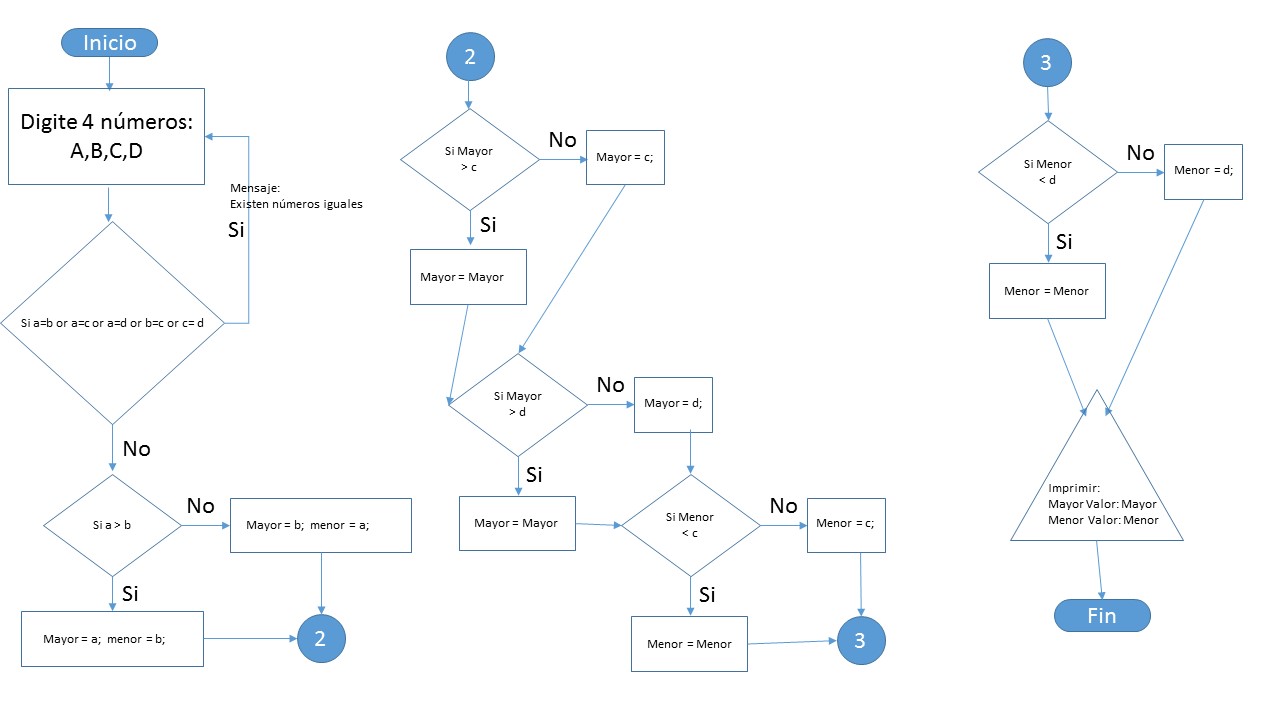 Inicio
Digite 4 números:
A,B,C,D
Mensaje:
Existen números iguales
Si
Si a=b or a=c or a=d or b=c or c= d
No
Si a > b
No
Mayor = b;  menor = a;
Si
Mayor = a;  menor = b;
2
2
Si Mayor
> c
No
Mayor = c;
Si
Mayor = Mayor
Si Mayor
> d
No
Mayor = d;
Si
Mayor = Mayor
Si Menor
< c
No
Menor = c;
Si
Menor = Menor
3
3
Si Menor
< d
No
Menor = d;
Si
Menor = Menor
Imprimir:
Mayor Valor: Mayor
Menor Valor: Menor
Fin